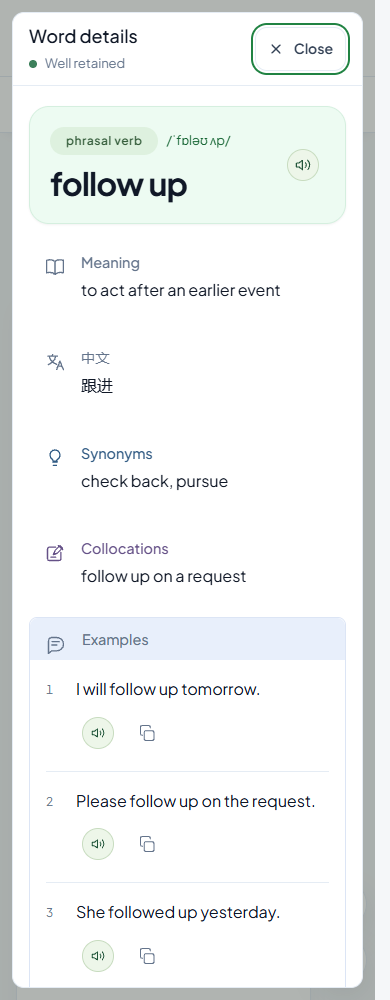 Word details
Well retained
Close
phrasal verb
/ˈfɒləʊ ʌp/
follow up
Meaning
to act after an earlier event
中文
跟进
Synonyms
check back, pursue
Collocations
follow up on a request
Examples
1 I will follow up tomorrow.
2 Please follow up on the request.
3 She followed up yesterday.